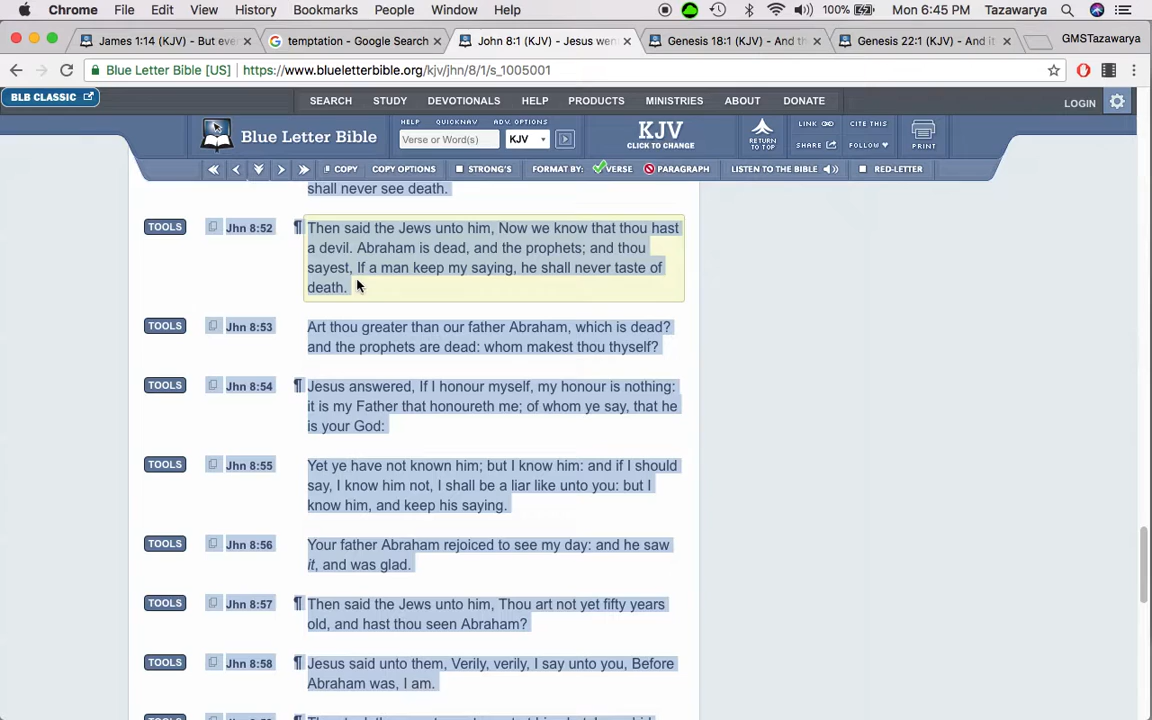 Chrome File Edit View History Bookmarks People Window Help 100% Mon 6:45 PM Tazawarya
James 1:14 (KJV) - But eve temptation - Google Search John 8:1 (KJV) - Jesus wen Genesis 18:1 (KJV) - And th Genesis 22:1 (KJV) - And it GMSTazawarya
Blue Letter Bible [US] https://www.blueletterbible.org/kjv/jhn/8/1/s_1005001
BLB CLASSIC SEARCH STUDY DEVOTIONALS HELP PRODUCTS MINISTRIES ABOUT DONATE LOGIN
HELP QUICKNAV ADV. OPTIONS
Blue Letter Bible Verse or Word(s) KJV
KJV
CLICK TO CHANGE
RETURN TO TOP
LINK CITE THIS
SHARE FOLLOW
PRINT
COPY COPY OPTIONS STRONG'S FORMAT BY: VERSE PARAGRAPH LISTEN TO THE BIBLE RED-LETTER
shall never see death.
TOOLS Jhn 8:52 ¶ Then said the Jews unto him, Now we know that thou hast
a devil. Abraham is dead, and the prophets; and thou
sayest, If a man keep my saying, he shall never taste of
death.
TOOLS Jhn 8:53 Art thou greater than our father Abraham, which is dead?
and the prophets are dead: whom makest thou thyself?
TOOLS Jhn 8:54 ¶ Jesus answered, If I honour myself, my honour is nothing:
it is my Father that honoureth me; of whom ye say, that he
is your God:
TOOLS Jhn 8:55 Yet ye have not known him; but I know him: and if I should
say, I know him not, I shall be a liar like unto you: but I
know him, and keep his saying.
TOOLS Jhn 8:56 Your father Abraham rejoiced to see my day: and he saw
it, and was glad.
TOOLS Jhn 8:57 ¶ Then said the Jews unto him, Thou art not yet fifty years
old, and hast thou seen Abraham?
TOOLS Jhn 8:58 ¶ Jesus said unto them, Verily, verily, I say unto you, Before
Abraham was, I am.